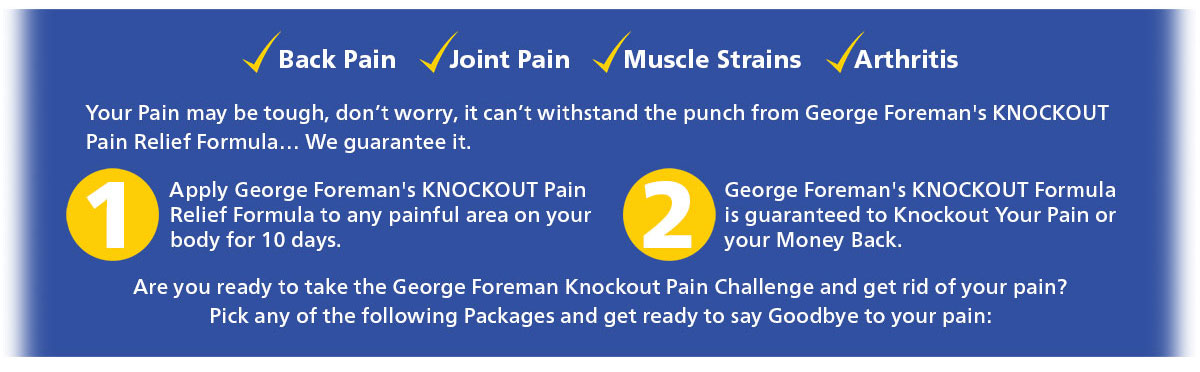 Back Pain Joint Pain Muscle Strains Arthritis
Your Pain may be tough, don’t worry, it can’t withstand the punch from George Foreman's KNOCKOUT
Pain Relief Formula... We guarantee it.
1
Apply George Foreman's KNOCKOUT Pain
Relief Formula to any painful area on your
body for 10 days.
2
George Foreman's KNOCKOUT Formula
is guaranteed to Knockout Your Pain or
your Money Back.
Are you ready to take the George Foreman Knockout Pain Challenge and get rid of your pain?
Pick any of the following Packages and get ready to say Goodbye to your pain: